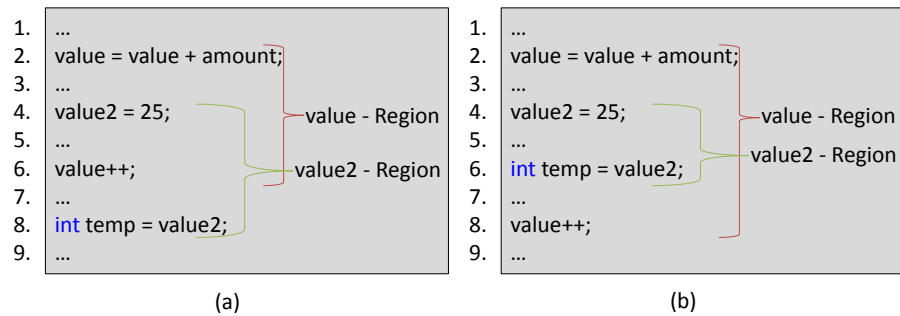 1. ...
2. value = value + amount;
3. ...
4. value2 = 25;
5. ...
6. value++;
7. ...
8. int temp = value2;
9. ...
value - Region
value2 - Region
(a)
1. ...
2. value = value + amount;
3. ...
4. value2 = 25;
5. ...
6. int temp = value2;
7. ...
8. value++;
9. ...
value - Region
value2 - Region
(b)